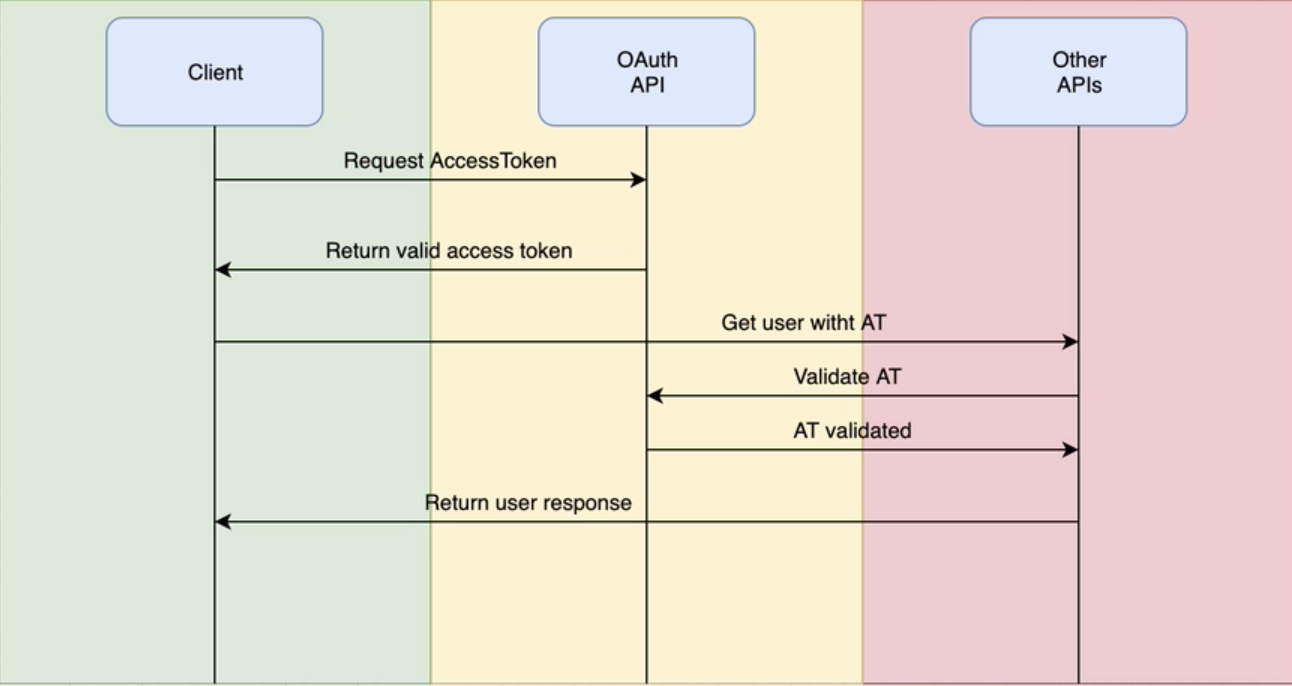 Client
OAuth
API
Other
APIs
Request AccessToken
Return valid access token
Get user witht AT
Validate AT
AT validated
Return user response